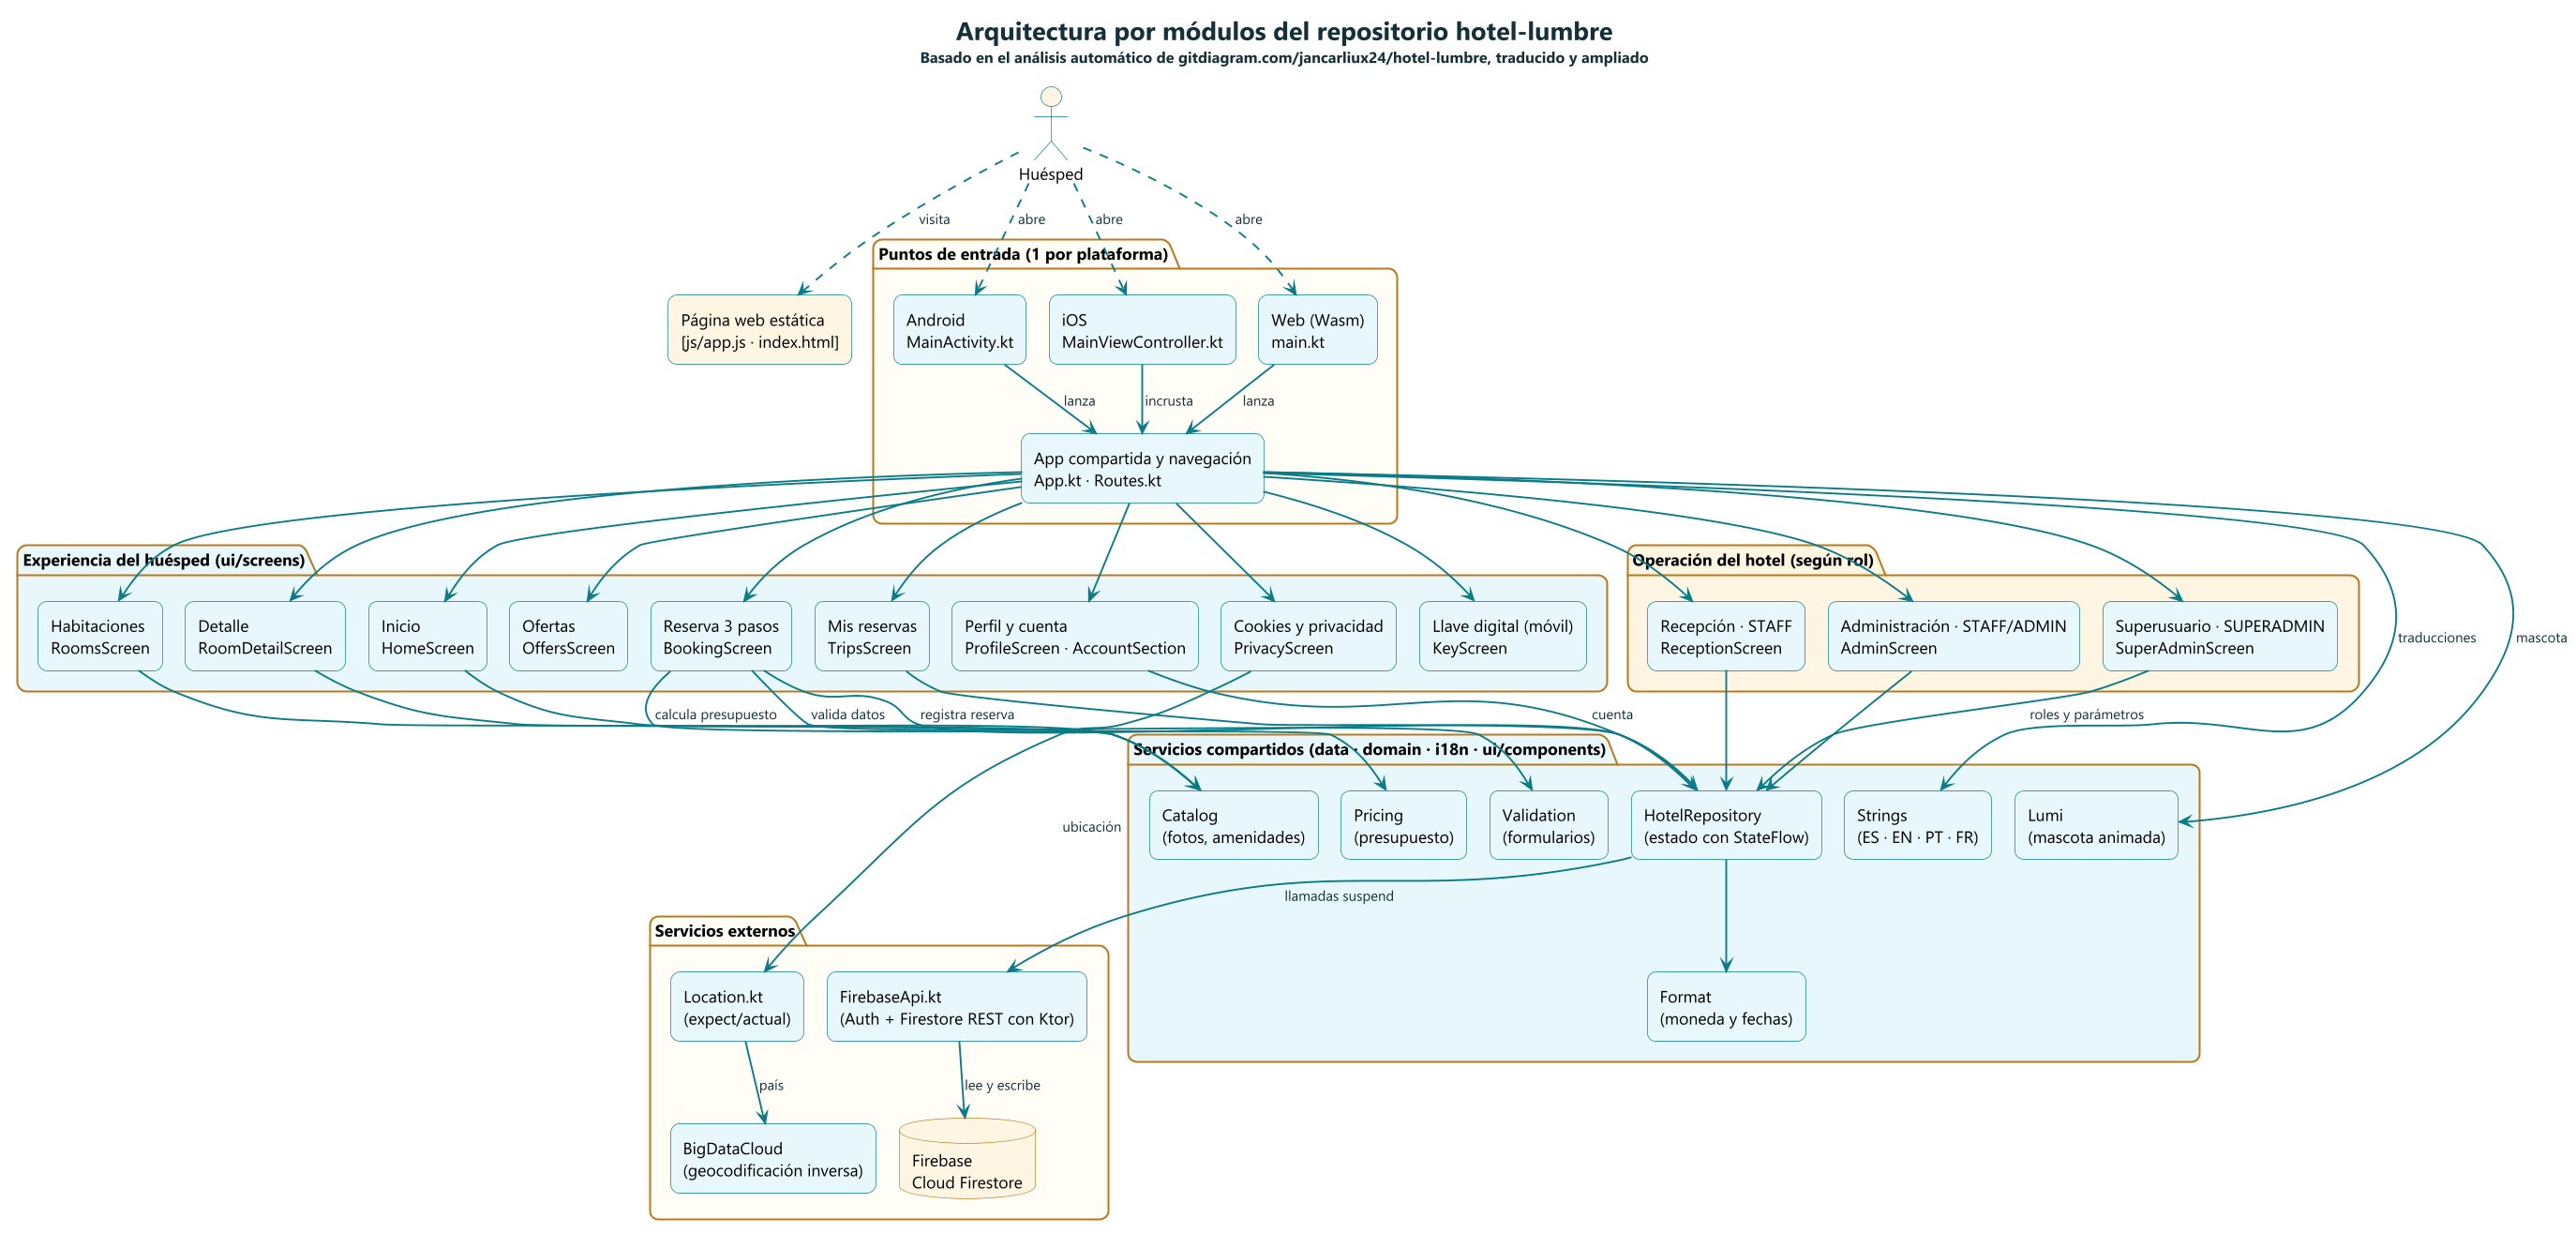 Arquitectura por módulos del repositorio hotel-lumbre
Basado en el análisis automático de gitdiagram.com/jancarliux24/hotel-lumbre, traducido y ampliado
Huésped
visita
abre
abre
abre
Puntos de entrada (1 por plataforma)
Página web estática
[js/app.js · index.html]
Android
MainActivity.kt
iOS
MainViewController.kt
Web (Wasm)
main.kt
lanza
incrusta
lanza
App compartida y navegación
App.kt · Routes.kt
Experiencia del huésped (ui/screens)
Habitaciones
RoomsScreen
Detalle
RoomDetailScreen
Inicio
HomeScreen
Ofertas
OffersScreen
Reserva 3 pasos
BookingScreen
Mis reservas
TripsScreen
Perfil y cuenta
ProfileScreen · AccountSection
Cookies y privacidad
PrivacyScreen
Llave digital (móvil)
KeyScreen
Operación del hotel (según rol)
Recepción · STAFF
ReceptionScreen
Administración · STAFF/ADMIN
AdminScreen
Superusuario · SUPERADMIN
SuperAdminScreen
traducciones
mascota
calcula presupuesto
valida datos
registra reserva
cuenta
roles y parámetros
Servicios compartidos (data · domain · i18n · ui/components)
Catalog
(fotos, amenidades)
Pricing
(presupuesto)
Validation
(formularios)
HotelRepository
(estado con StateFlow)
Strings
(ES · EN · PT · FR)
Lumi
(mascota animada)
ubicación
llamadas suspend
Servicios externos
Location.kt
(expect/actual)
FirebaseApi.kt
(Auth + Firestore REST con Ktor)
Format
(moneda y fechas)
país
lee y escribe
BigDataCloud
(geocodificación inversa)
Firebase
Cloud Firestore